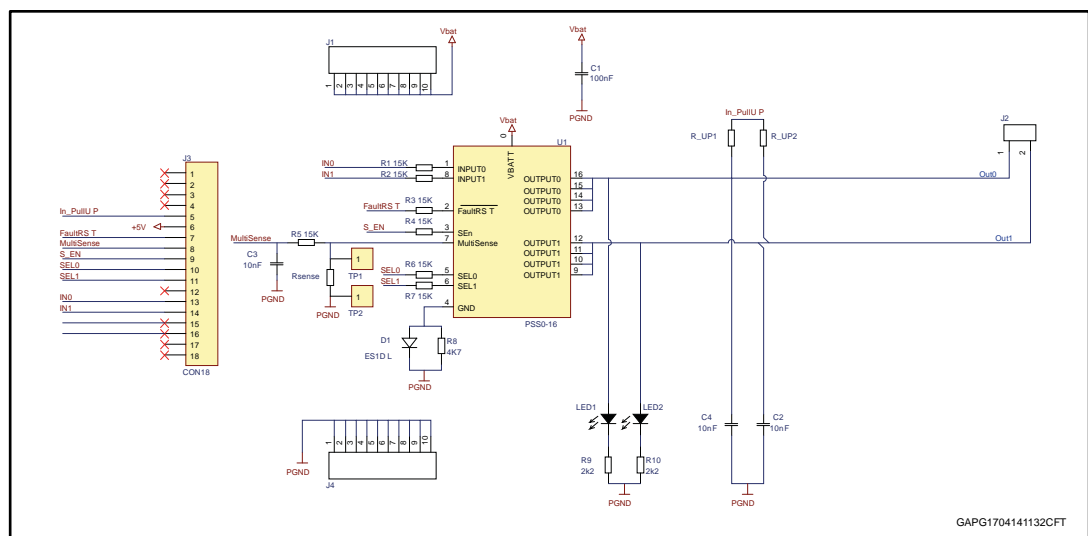 Vbat
J1
1 2 3 4 5 6 7 8 9 10
PGND
Vbat
C1
100nF
PGND
In_PullU P
R_UP1
R_UP2
J2
1
2
Vbat
0
U1
VBATT
J3
1
2
3
4
In_PullU P
5
+5V
6
FaultRS T
7
MultiSense
8
S_EN
9
SEL0
10
SEL1
11
12
IN0
13
IN1
14
15
16
17
18
CON18
IN0
R1 15K
1
INPUT0
IN1
R2 15K
8
INPUT1
FaultRS T
R3 15K
2
FaultRS T
S_EN
R4 15K
3
SEn
MultiSense
R5 15K
7
MultiSense
C3
10nF
PGND
Rsense
PGND
1
TP1
1
TP2
SEL0
R6 15K
5
SEL0
SEL1
R7 15K
6
SEL1
4
GND
OUTPUT0
16
OUTPUT0
15
OUTPUT0
14
OUTPUT0
13
OUTPUT1
12
OUTPUT1
11
OUTPUT1
10
OUTPUT1
9
Out0
Out1
PSS0-16
D1
ES1D L
R8
4K7
PGND
LED1
LED2
R9
2k2
R10
2k2
PGND
C4
10nF
C2
10nF
PGND
1 2 3 4 5 6 7 8 9 10
PGND
J4
GAPG1704141132CFT